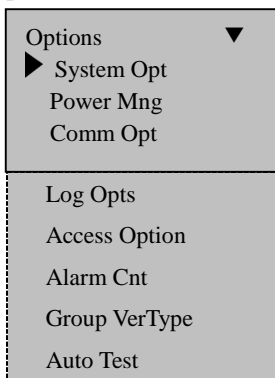 Options ▼
▶ System Opt
Power Mng
Comm Opt
Log Opts
Access Option
Alarm Cnt
Group VerType
Auto Test